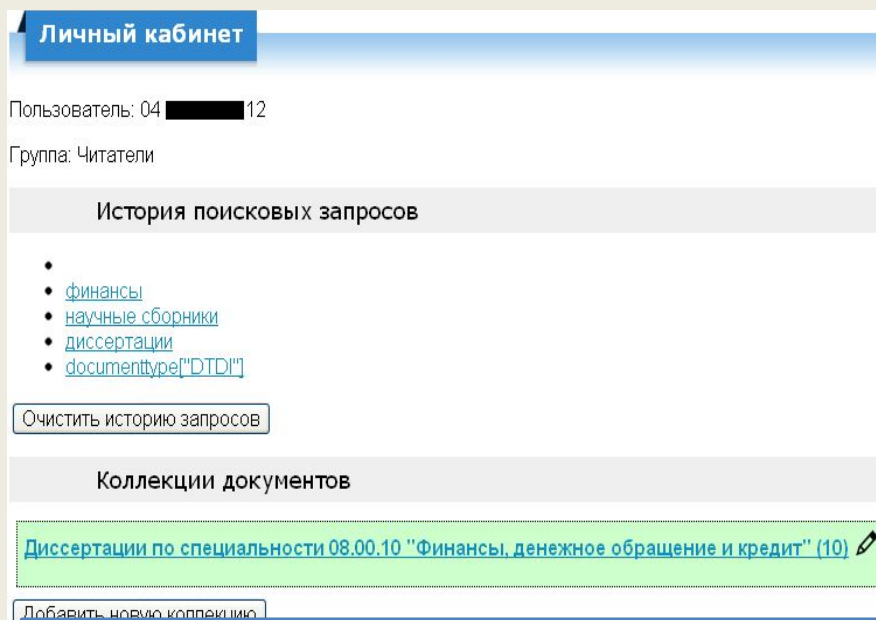 Личный кабинет
Пользователь: 04 12
Группа: Читатели
История поисковых запросов
финансы
научные сборники
диссертации
documenttype["DTDI"]
Очистить историю запросов
Коллекции документов
Диссертации по специальности 08.00.10 "Финансы, денежное обращение и кредит" (10)
Добавить новую коллекцию